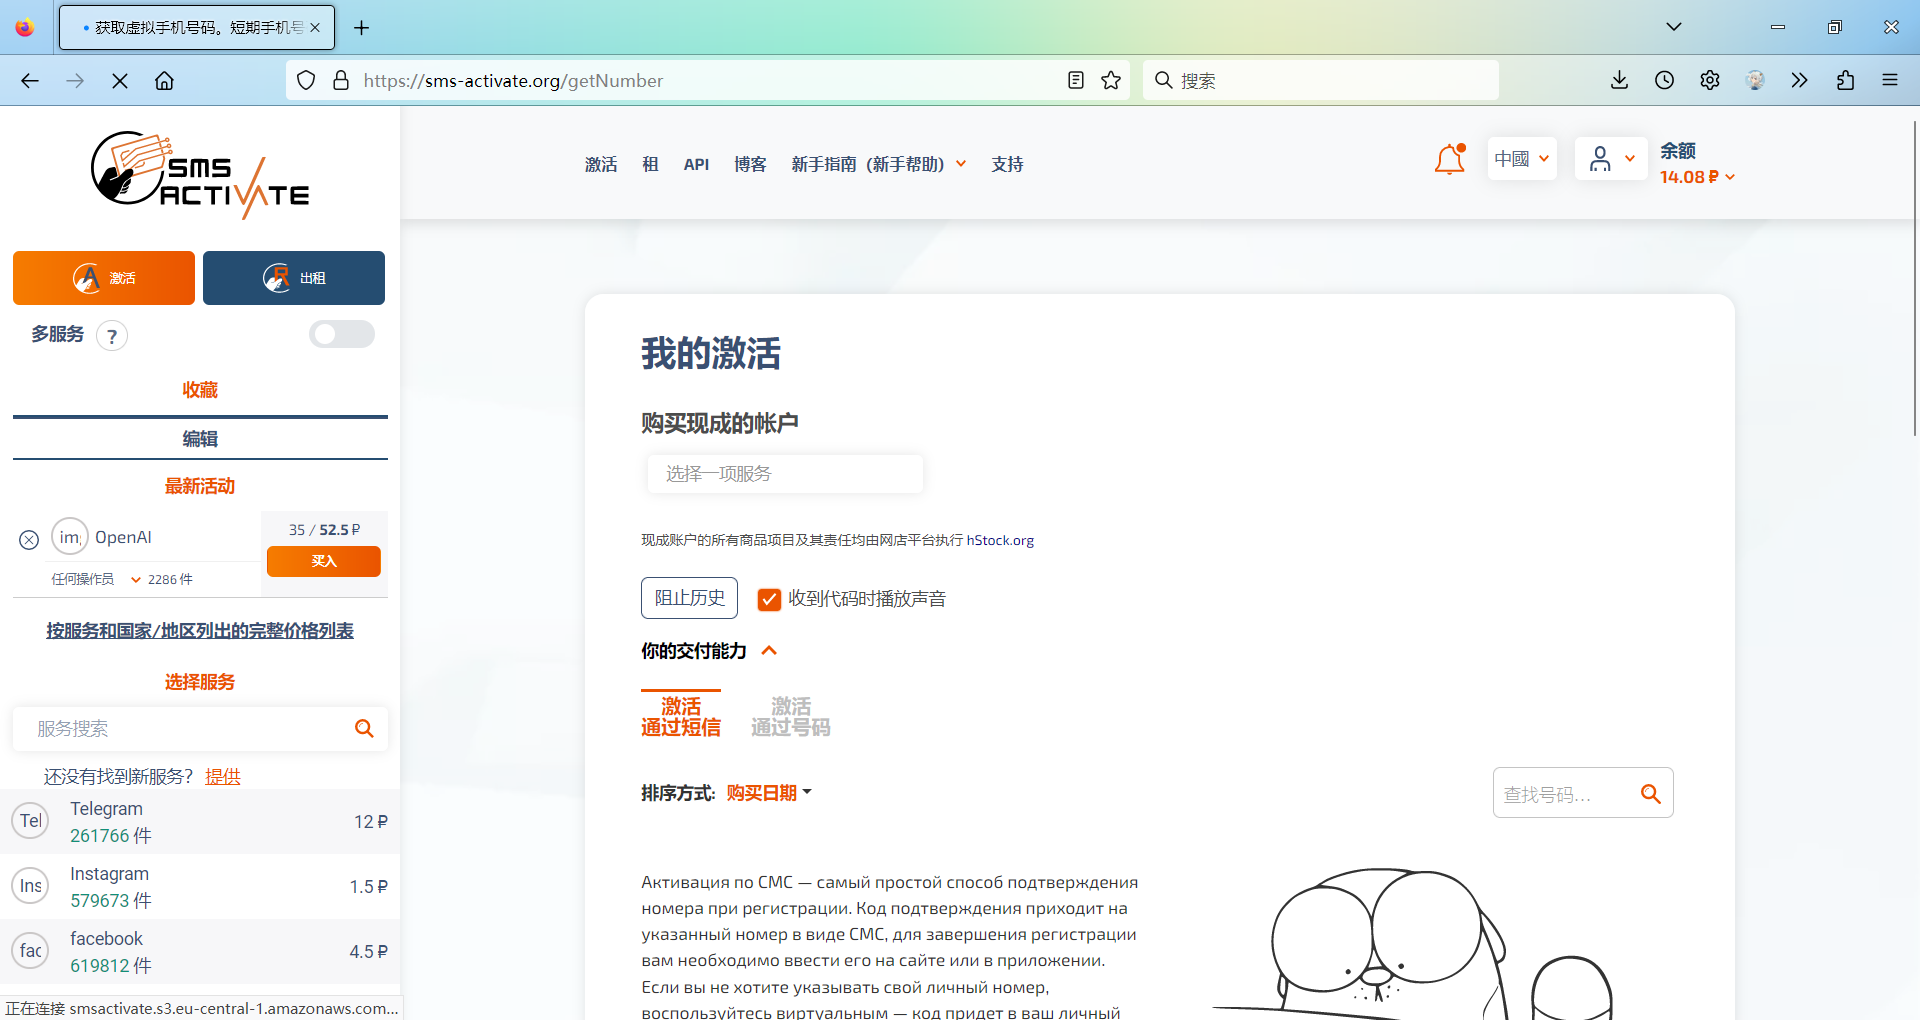 获取虚拟手机号码。短期手机号
https://sms-activate.org/getNumber
搜索
SMS
ACTIVATE
激活
租
API
博客
新手指南（新手帮助）
支持
中國
余额
14.08 ₽
A 激活
R 出租
多服务 ?
收藏
编辑
最新活动
img OpenAI
35 / 52.5 ₽
买入
任何操作员
2286 件
按服务和国家/地区列出的完整价格列表
选择服务
服务搜索
还没有找到新服务? 提供
Tel
Telegram
261766 件
12 ₽
Ins
Instagram
579673 件
1.5 ₽
fac
facebook
619812 件
4.5 ₽
正在连接 smsactivate.s3.eu-central-1.amazonaws.com...
我的激活
购买现成的帐户
选择一项服务
现成账户的所有商品项目及其责任均由网店平台执行 hStock.org
阻止历史
收到代码时播放声音
你的交付能力
激活
通过短信
激活
通过号码
排序方式: 购买日期
查找号码...
Активация по СМС — самый простой способ подтверждения
номера при регистрации. Код подтверждения приходит на
указанный номер в виде СМС, для завершения регистрации
вам необходимо ввести его на сайте или в приложении.
Если вы не хотите указывать свой личный номер,
воспользуйтесь виртуальным — код придет в ваш личный